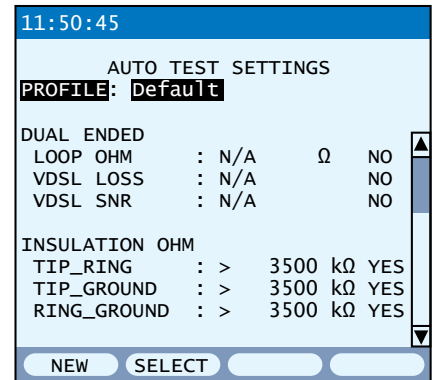 11:50:45
AUTO TEST SETTINGS
PROFILE: Default
DUAL ENDED
LOOP OHM : N/A Ω NO
VDSL LOSS : N/A NO
VDSL SNR : N/A NO
INSULATION OHM
TIP_RING : > 3500 kΩ YES
TIP_GROUND : > 3500 kΩ YES
RING_GROUND : > 3500 kΩ YES
NEW SELECT